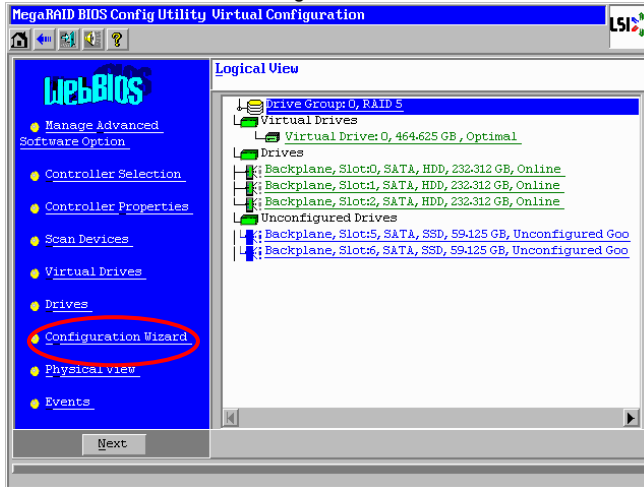 MegaRAID BIOS Config Utility Virtual Configuration
LSI
WebBIOS
Manage Advanced
Software Option
Controller Selection
Controller Properties
Scan Devices
Virtual Drives
Drives
Configuration Wizard
Physical View
Events
Next
Logical View
Drive Group: 0, RAID 5
Virtual Drives
Virtual Drive: 0, 464.625 GB , Optimal
Drives
Backplane, Slot:0, SATA, HDD, 232.312 GB, Online
Backplane, Slot:1, SATA, HDD, 232.312 GB, Online
Backplane, Slot:2, SATA, HDD, 232.312 GB, Online
Unconfigured Drives
Backplane, Slot:5, SATA, SSD, 59.125 GB, Unconfigured Goo
Backplane, Slot:6, SATA, SSD, 59.125 GB, Unconfigured Goo